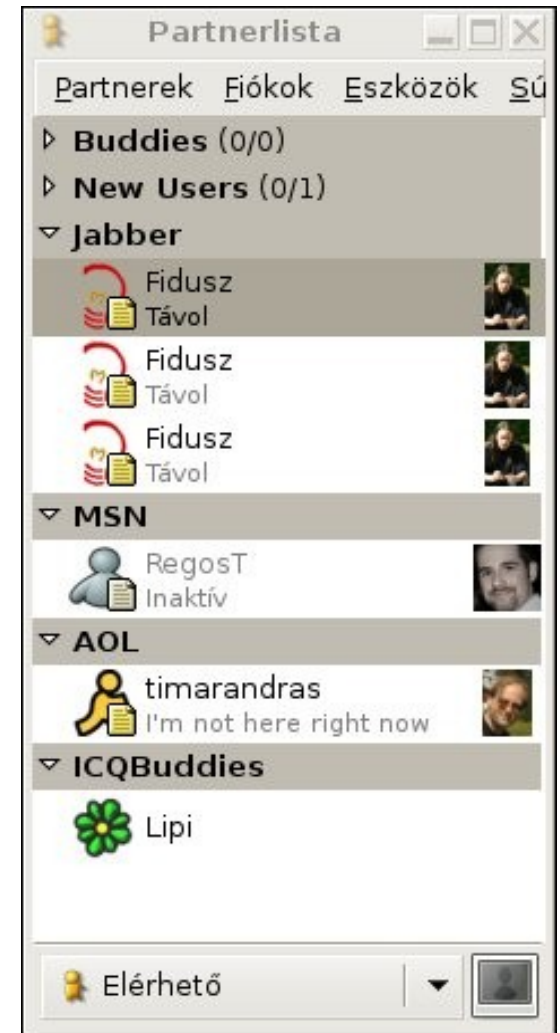 Partnerlista
Partnerek Fiókok Eszközök Sú
Buddies (0/0)
New Users (0/1)
Jabber
Fidusz
Távol
Fidusz
Távol
Fidusz
Távol
MSN
RegosT
Inaktív
AOL
timarandras
I'm not here right now
ICQBuddies
Lipi
Elérhető